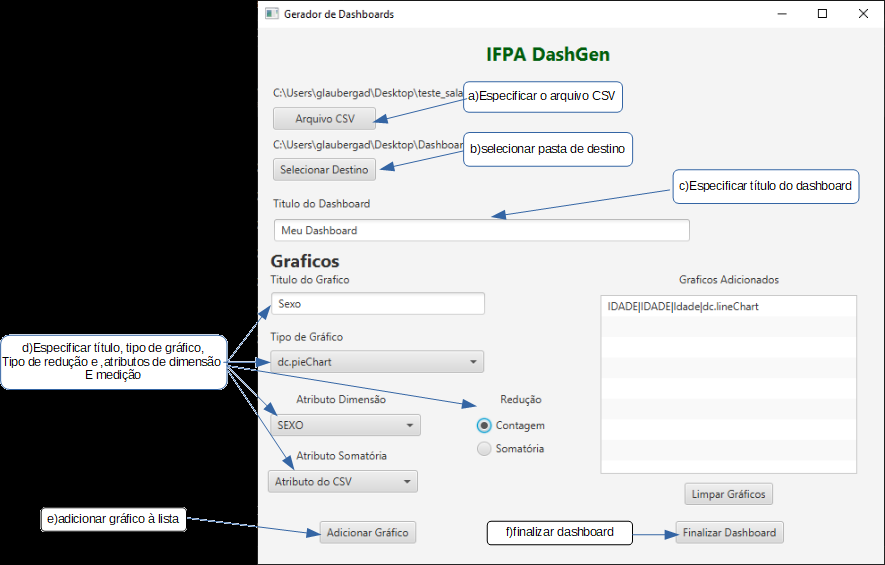 Gerador de Dashboards
IFPA DashGen
C:\Users\glaubergad\Desktop\teste_sala
a)Especificar o arquivo CSV
Arquivo CSV
C:\Users\glaubergad\Desktop\Dashboar
b)selecionar pasta de destino
Selecionar Destino
c)Especificar título do dashboard
Titulo do Dashboard
Meu Dashboard
Graficos
Titulo do Grafico
Graficos Adicionados
Sexo
IDADE|IDADE|Idade|dc.lineChart
d)Especificar título, tipo de gráfico,
Tipo de redução e ,atributos de dimensão
E medição
Tipo de Gráfico
dc.pieChart
Atributo Dimensão
Redução
SEXO
Contagem
Somatória
Atributo Somatória
Atributo do CSV
Limpar Gráficos
e)adicionar gráfico à lista
Adicionar Gráfico
f)finalizar dashboard
Finalizar Dashboard